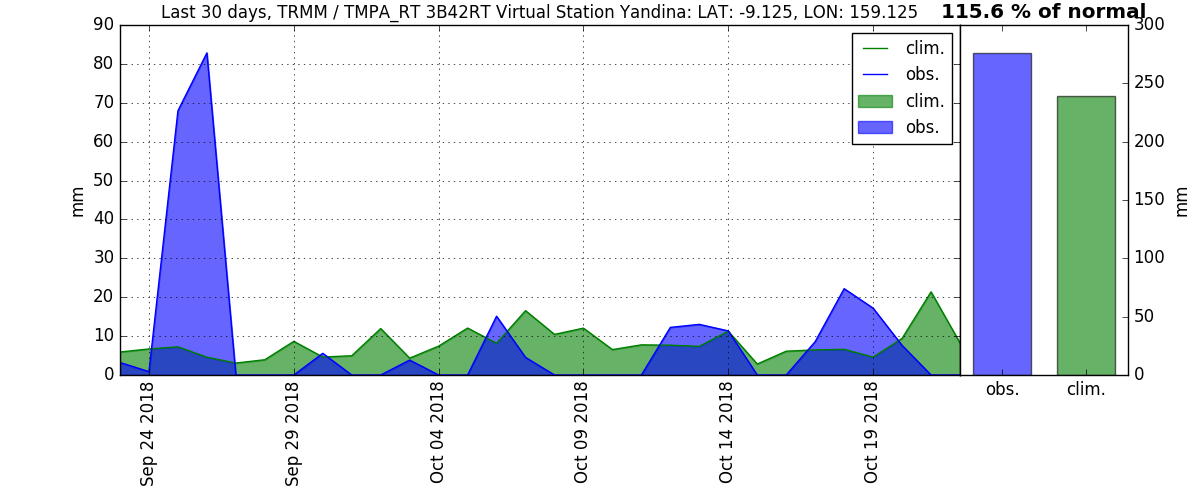 Last 30 days, TRMM / TMPA_RT 3B42RT Virtual Station Yandina: LAT: -9.125, LON: 159.125
115.6 % of normal
90
80
70
60
50
40
30
20
10
0
mm
clim.
obs.
clim.
obs.
Sep 24 2018
Sep 29 2018
Oct 04 2018
Oct 09 2018
Oct 14 2018
Oct 19 2018
300
250
200
150
100
50
0
mm
obs.
clim.